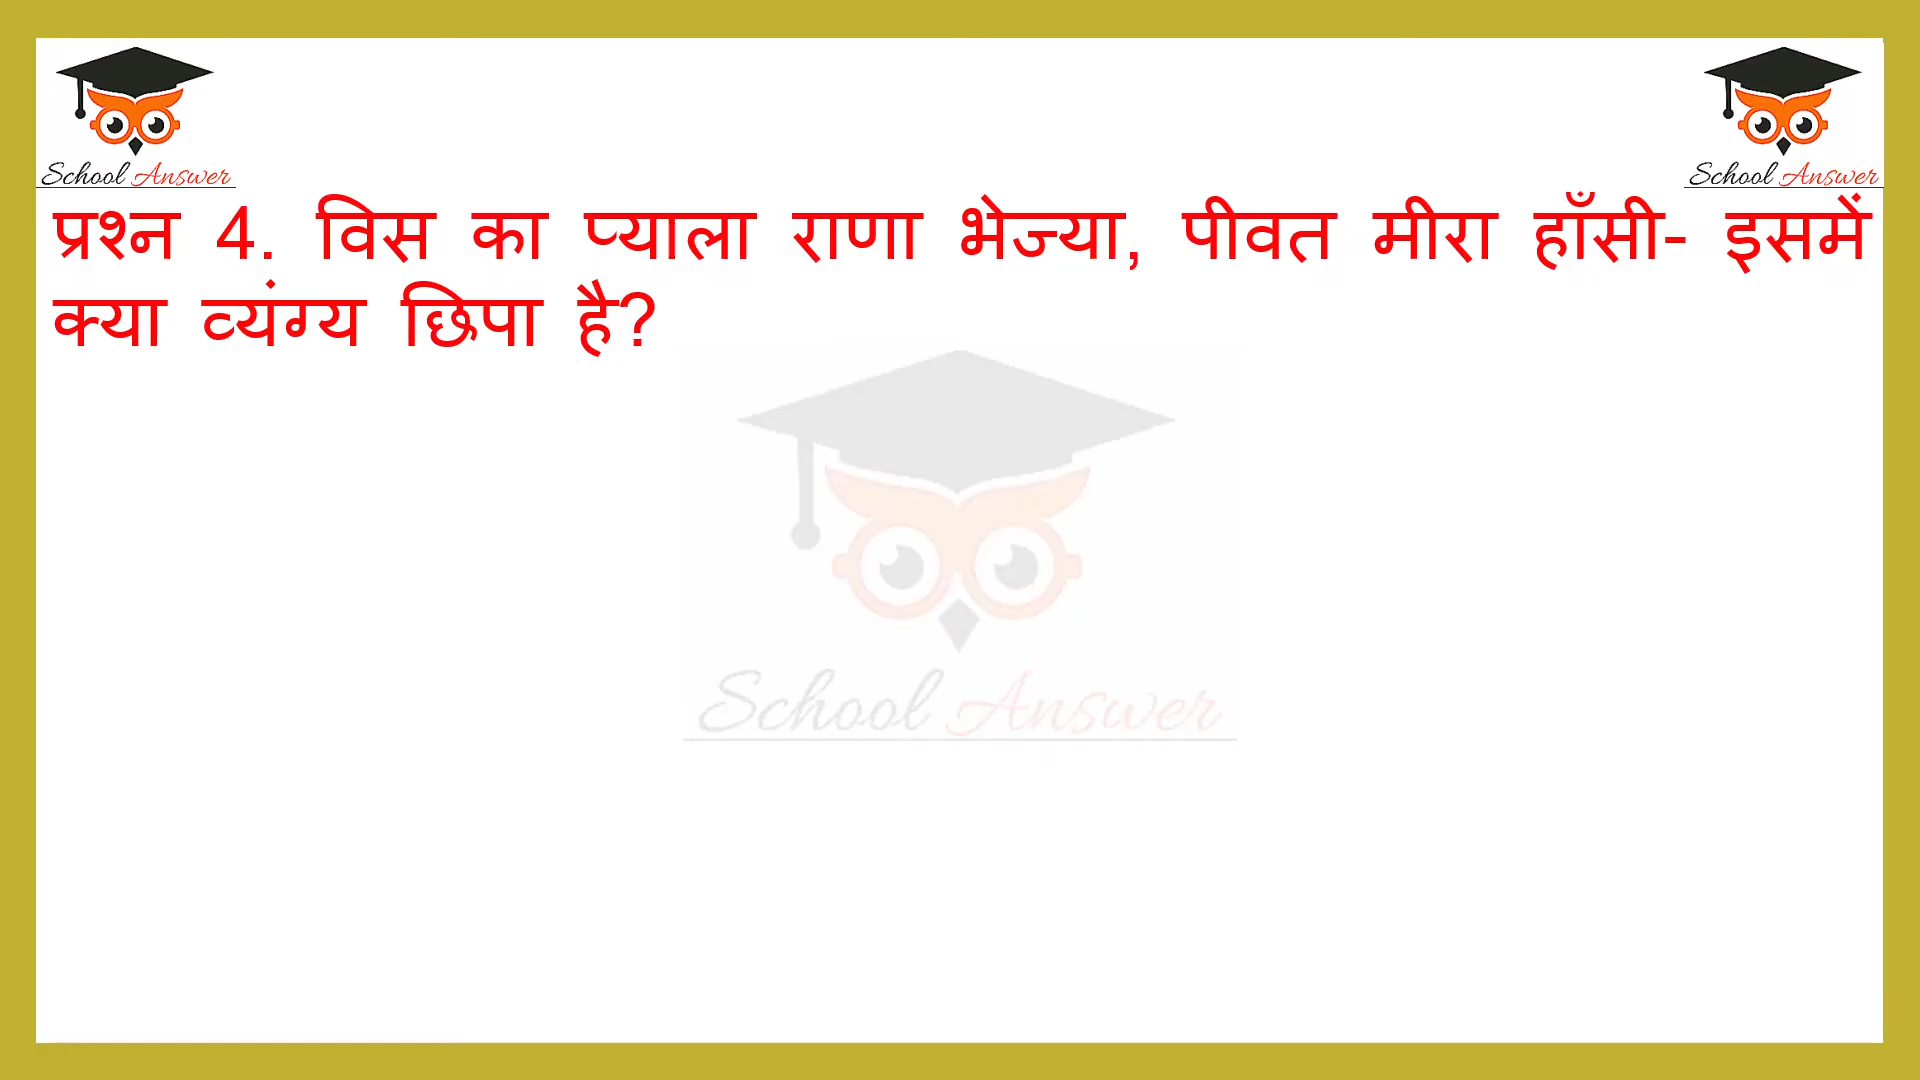 School Answer
School Answer
प्रश्न 4. विस का प्याला राणा भेज्या, पीवत मीरा हाँसी- इसमें
क्या व्यंग्य छिपा है?
School Answer